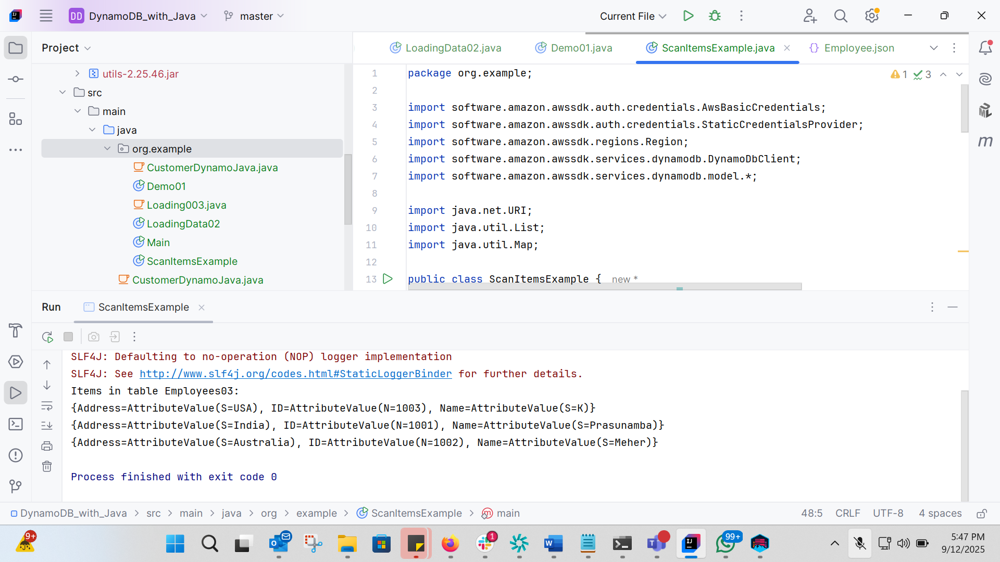 DD DynamoDB_with_Java master Current File
Project
LoadingData02.java Demo01.java ScanItemsExample.java Employee.json
utils-2.25.46.jar
src
main
java
org.example
CustomerDynamoJava.java
Demo01
Loading003.java
LoadingData02
Main
ScanItemsExample
CustomerDynamoJava.java
1 package org.example;
2
3 import software.amazon.awssdk.auth.credentials.AwsBasicCredentials;
4 import software.amazon.awssdk.auth.credentials.StaticCredentialsProvider;
5 import software.amazon.awssdk.regions.Region;
6 import software.amazon.awssdk.services.dynamodb.DynamoDbClient;
7 import software.amazon.awssdk.services.dynamodb.model.*;
8
9 import java.net.URI;
10 import java.util.List;
11 import java.util.Map;
12
13 public class ScanItemsExample { new *
1 3
Run ScanItemsExample
SLF4J: Defaulting to no-operation (NOP) logger implementation
SLF4J: See http://www.slf4j.org/codes.html#StaticLoggerBinder for further details.
Items in table Employees03:
{Address=AttributeValue(S=USA), ID=AttributeValue(N=1003), Name=AttributeValue(S=K)}
{Address=AttributeValue(S=India), ID=AttributeValue(N=1001), Name=AttributeValue(S=Prasunamba)}
{Address=AttributeValue(S=Australia), ID=AttributeValue(N=1002), Name=AttributeValue(S=Meher)}
Process finished with exit code 0
DynamoDB_with_Java > src > main > java > org > example > ScanItemsExample > main 48:5 CRLF UTF-8 4 spaces
9+ 1 99+
5:47 PM
9/12/2025